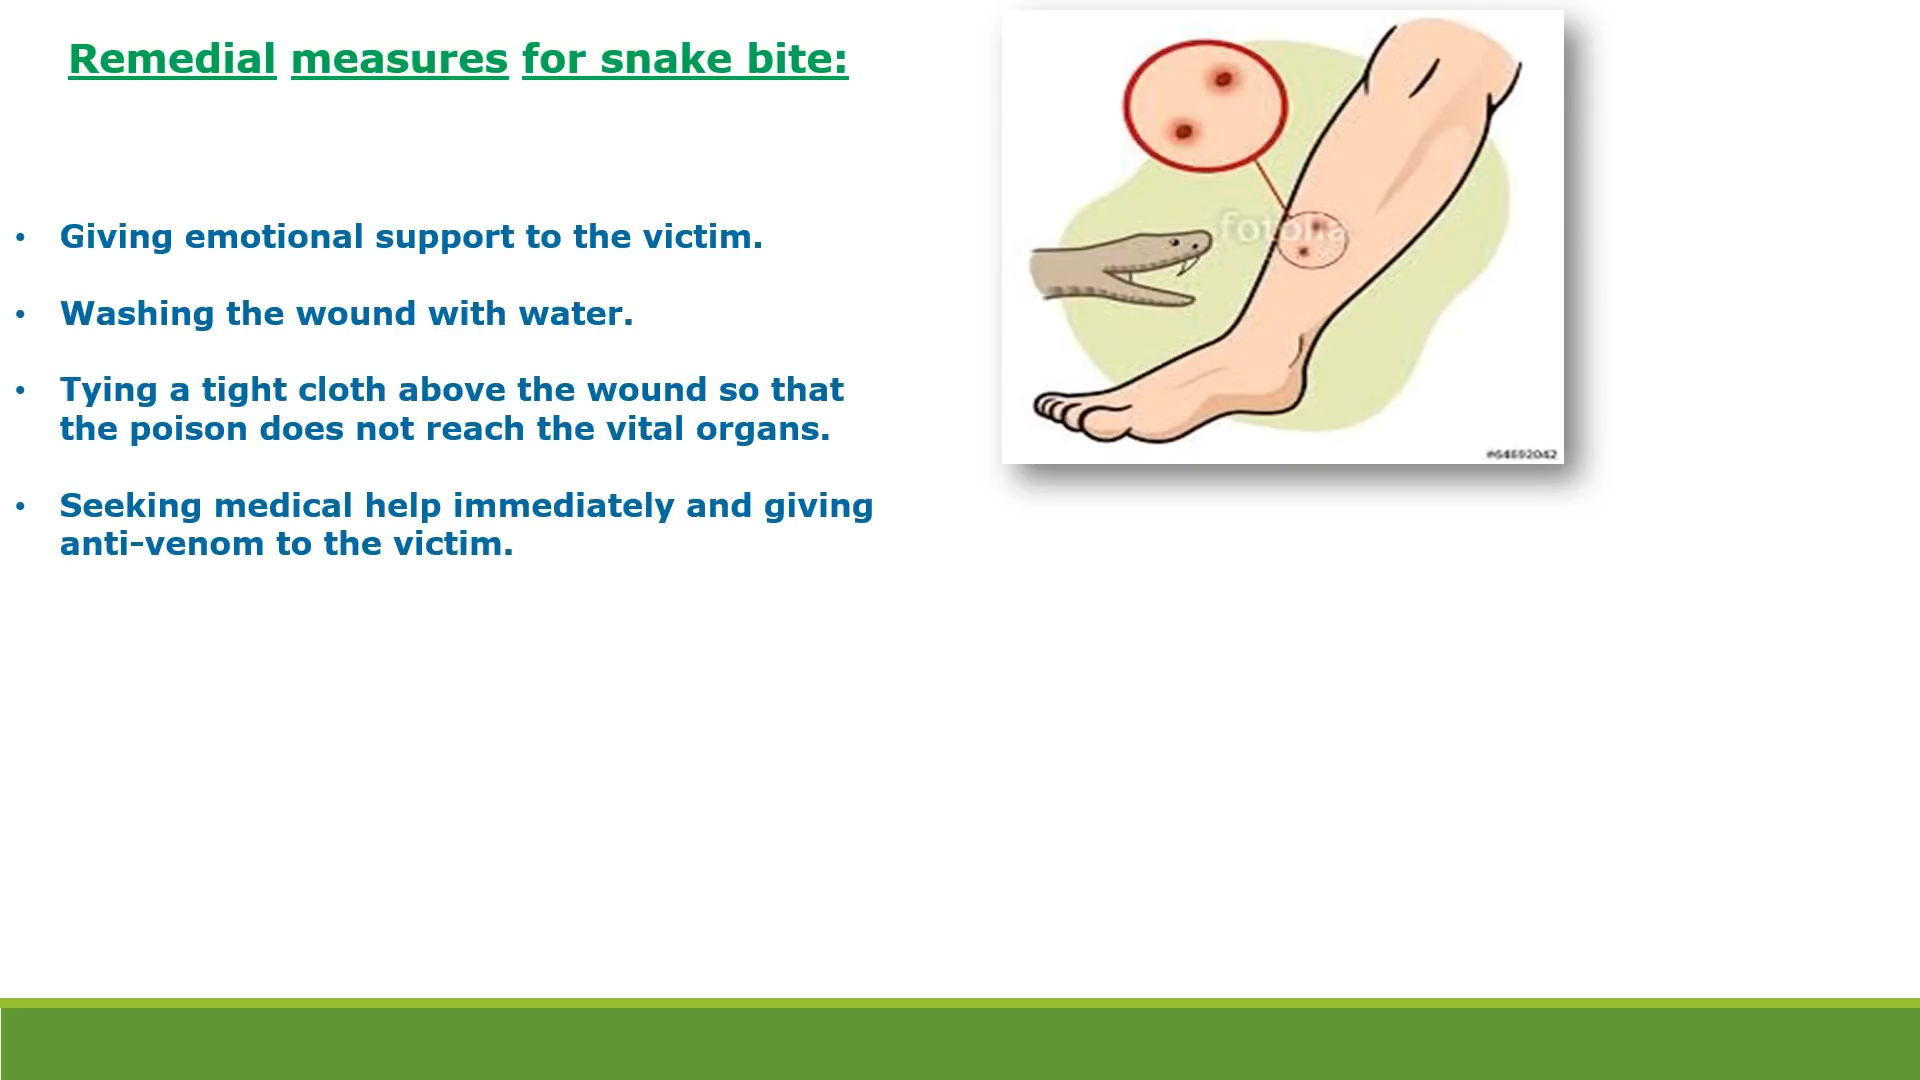 Remedial measures for snake bite:
• Giving emotional support to the victim.
• Washing the wound with water.
• Tying a tight cloth above the wound so that
the poison does not reach the vital organs.
• Seeking medical help immediately and giving
anti-venom to the victim.
fotolia
#64692042